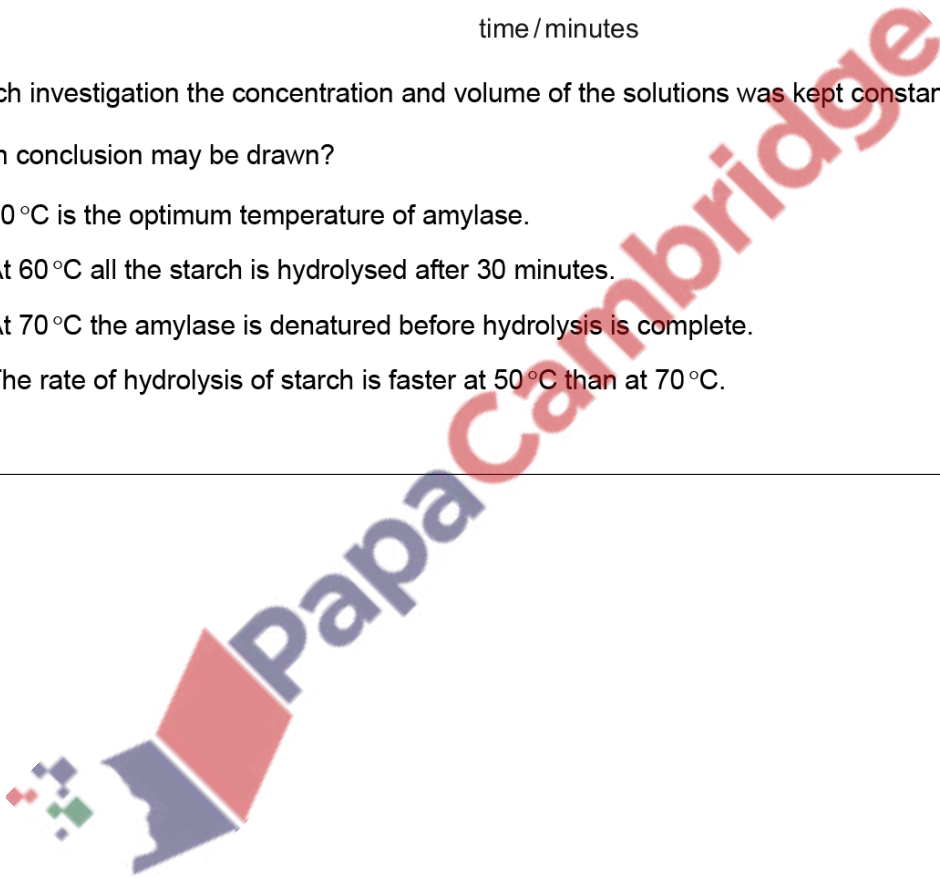 time / minutes
ch investigation the concentration and volume of the solutions was kept constan
n conclusion may be drawn?
0 °C is the optimum temperature of amylase.
t 60 °C all the starch is hydrolysed after 30 minutes.
t 70 °C the amylase is denatured before hydrolysis is complete.
he rate of hydrolysis of starch is faster at 50 °C than at 70 °C.
PapaCambridge